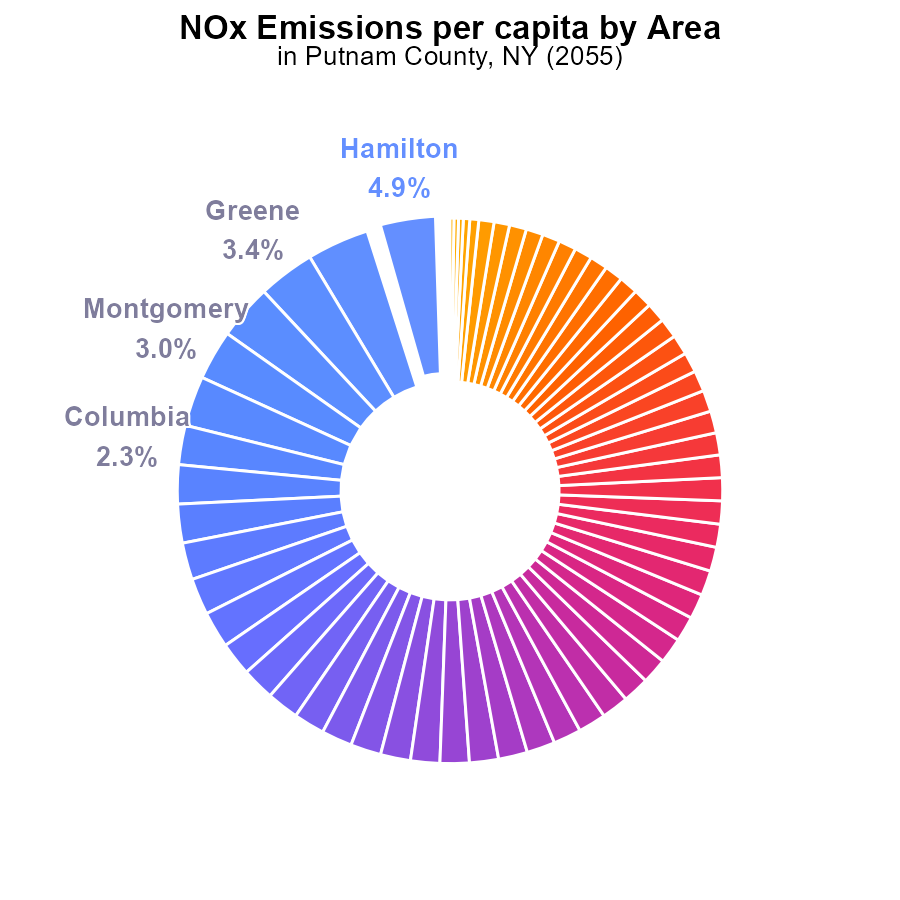 NOx Emissions per capita by Area
in Putnam County, NY (2055)
Hamilton
4.9%
Greene
3.4%
Montgomery
3.0%
Columbia
2.3%